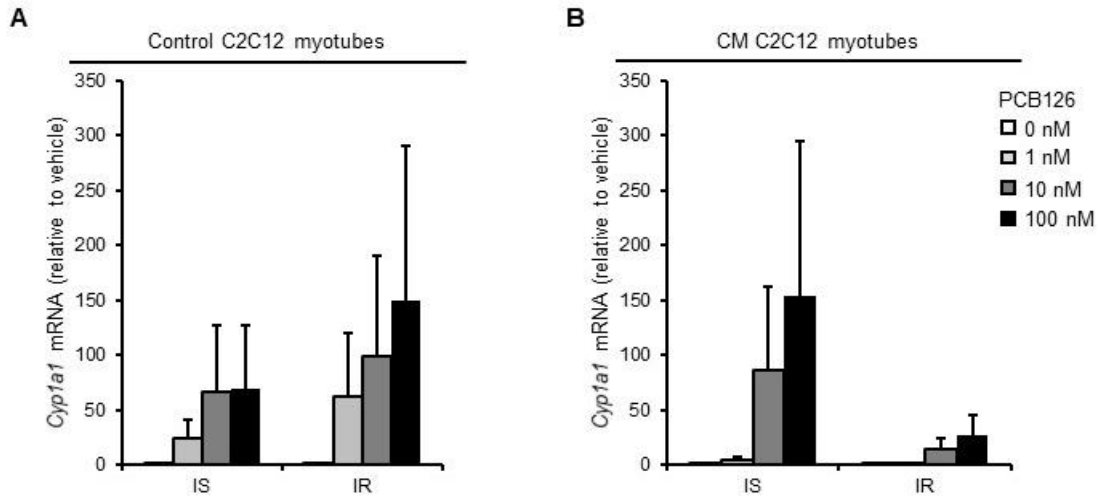 A
Control C2C12 myotubes
Cyp1a1 mRNA (relative to vehicle)
350
300
250
200
150
100
50
0
IS
IR
B
CM C2C12 myotubes
Cyp1a1 mRNA (relative to vehicle)
350
300
250
200
150
100
50
0
IS
IR
PCB126
0 nM
1 nM
10 nM
100 nM